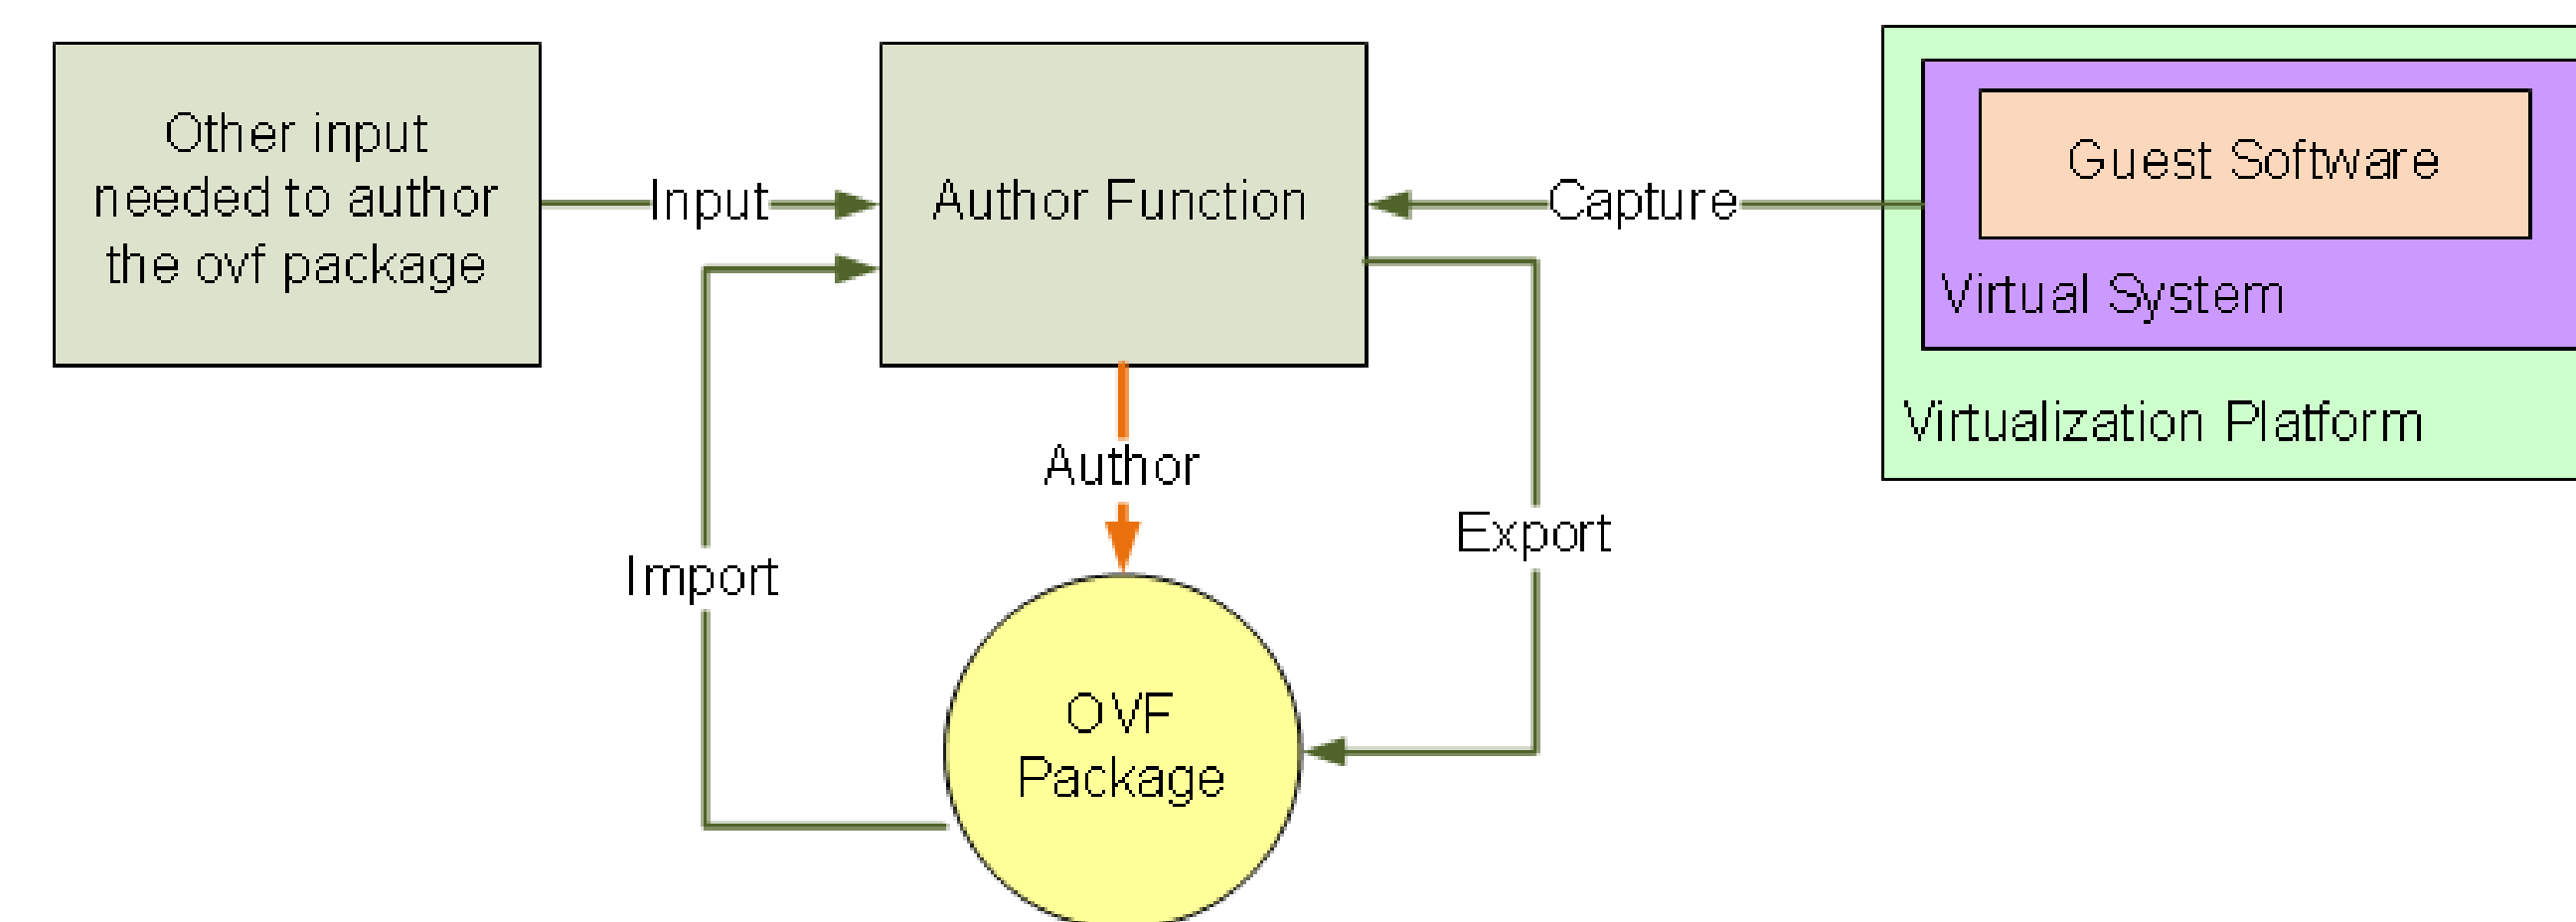 Other input
needed to author
the ovf package
Input
Author Function
Capture
Guest Software
Virtual System
Virtualization Platform
Author
Export
Import
OVF
Package